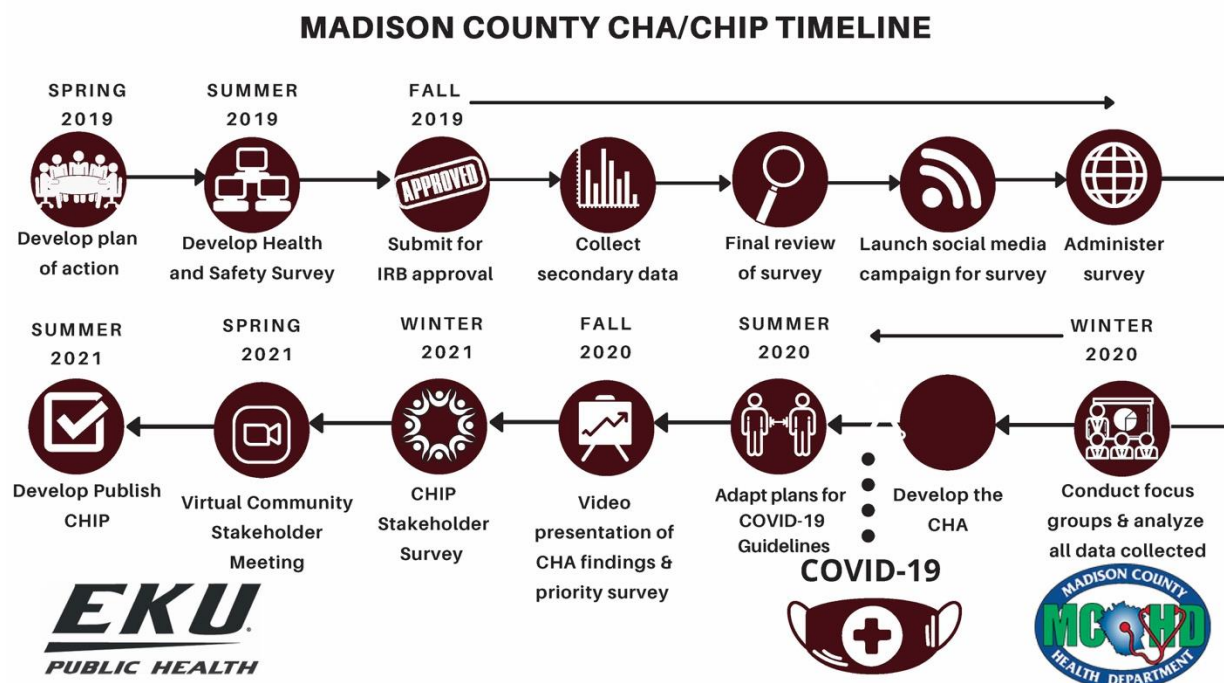 MADISON COUNTY CHA/CHIP TIMELINE
SPRING
2019
SUMMER
2019
FALL
2019
APPROVED
Develop plan
of action
Develop Health
and Safety Survey
Submit for
IRB approval
Collect
secondary data
Final review
of survey
Launch social media
campaign for survey
Administer
survey
WINTER
2020
SUMMER
2020
FALL
2020
WINTER
2021
SPRING
2021
SUMMER
2021
Conduct focus
groups & analyze
all data collected
Develop the
CHA
Adapt plans for
COVID-19
Guidelines
Video
presentation of
CHA findings &
priority survey
CHIP
Stakeholder
Survey
Virtual Community
Stakeholder
Meeting
Develop Publish
CHIP
COVID-19
EKU
PUBLIC HEALTH
MADISON COUNTY
MCHD
HEALTH DEPARTMENT